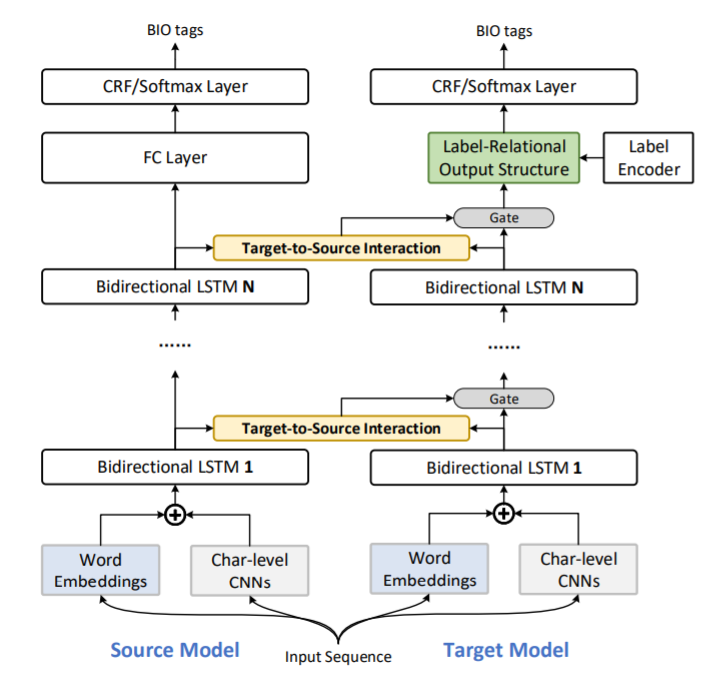 BIO tags
BIO tags
CRF/Softmax Layer
CRF/Softmax Layer
FC Layer
Label-Relational
Output Structure
Label
Encoder
Gate
Target-to-Source Interaction
Bidirectional LSTM N
Bidirectional LSTM N
......
......
Gate
Target-to-Source Interaction
Bidirectional LSTM 1
Bidirectional LSTM 1
Word
Embeddings
Char-level
CNNs
Word
Embeddings
Char-level
CNNs
Source Model
Input Sequence
Target Model